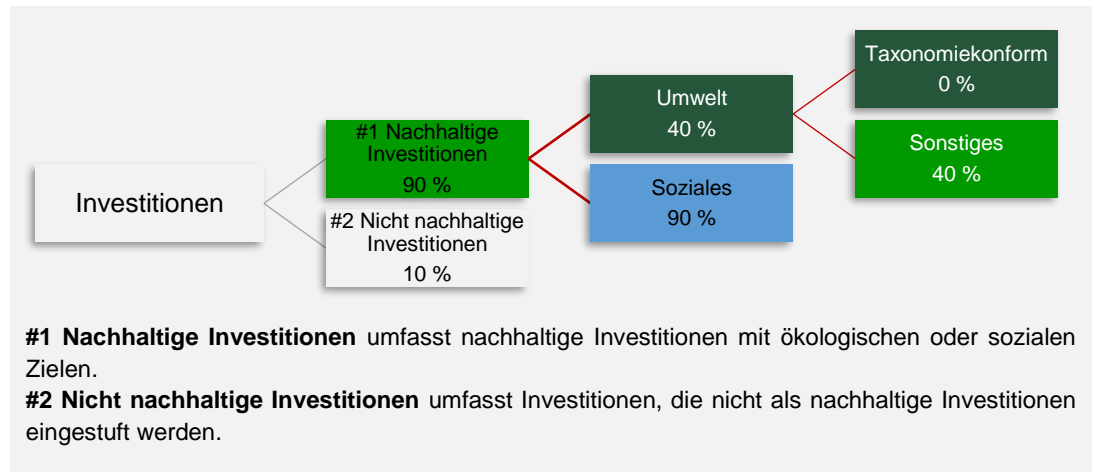 Investitionen
#1 Nachhaltige
Investitionen
90 %
#2 Nicht nachhaltige
Investitionen
10 %
Umwelt
40 %
Soziales
90 %
Taxonomiekonform
0 %
Sonstiges
40 %
#1 Nachhaltige Investitionen umfasst nachhaltige Investitionen mit ökologischen oder sozialen
Zielen.
#2 Nicht nachhaltige Investitionen umfasst Investitionen, die nicht als nachhaltige Investitionen
eingestuft werden.